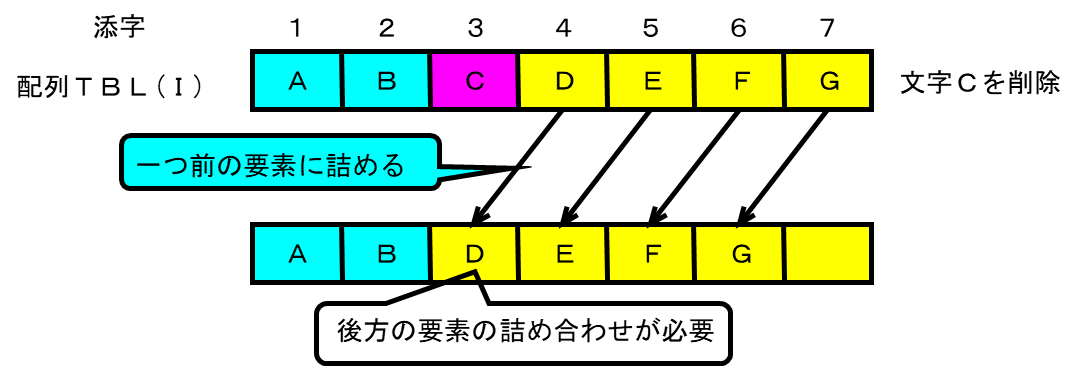 添字 1 2 3 4 5 6 7
配列ＴＢＬ(Ｉ) A B C D E F G 文字Ｃを削除
一つ前の要素に詰める
A B D E F G
後方の要素の詰め合わせが必要